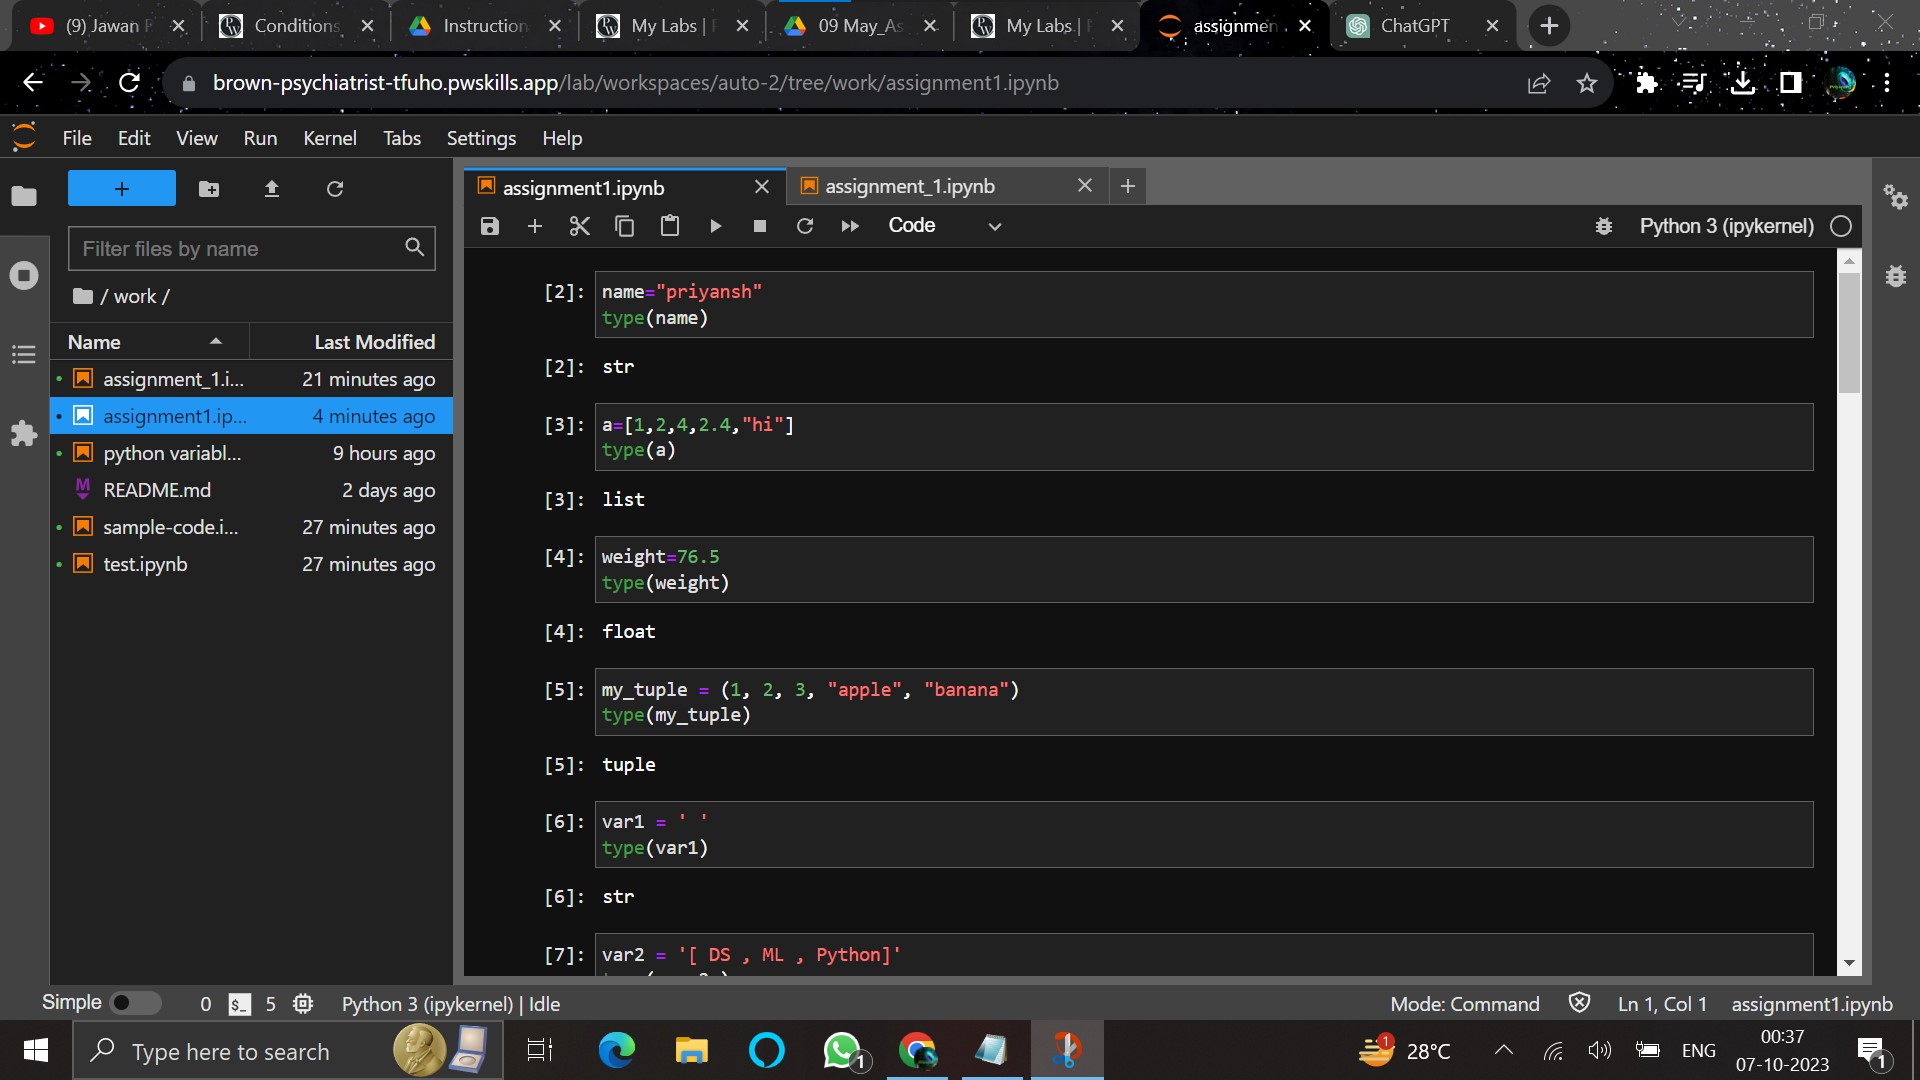 (9) Jawan
Conditions
Instruction
My Labs |
09 May_As
My Labs |
assignmen
ChatGPT
brown-psychiatrist-tfuho.pwskills.app/lab/workspaces/auto-2/tree/work/assignment1.ipynb
File Edit View Run Kernel Tabs Settings Help
assignment1.ipynb
assignment_1.ipynb
Code
Python 3 (ipykernel)
Filter files by name
/ work /
Name Last Modified
assignment_1.i... 21 minutes ago
assignment1.ip... 4 minutes ago
python variabl... 9 hours ago
README.md 2 days ago
sample-code.i... 27 minutes ago
test.ipynb 27 minutes ago
[2]: name="priyansh"
type(name)
[2]: str
[3]: a=[1,2,4,2.4,"hi"]
type(a)
[3]: list
[4]: weight=76.5
type(weight)
[4]: float
[5]: my_tuple = (1, 2, 3, "apple", "banana")
type(my_tuple)
[5]: tuple
[6]: var1 = ' '
type(var1)
[6]: str
[7]: var2 = '[ DS , ML , Python]'
Simple 0 $_ 5 Python 3 (ipykernel) | Idle
Mode: Command Ln 1, Col 1 assignment1.ipynb
Type here to search
1
1 28°C ENG
00:37
07-10-2023
1